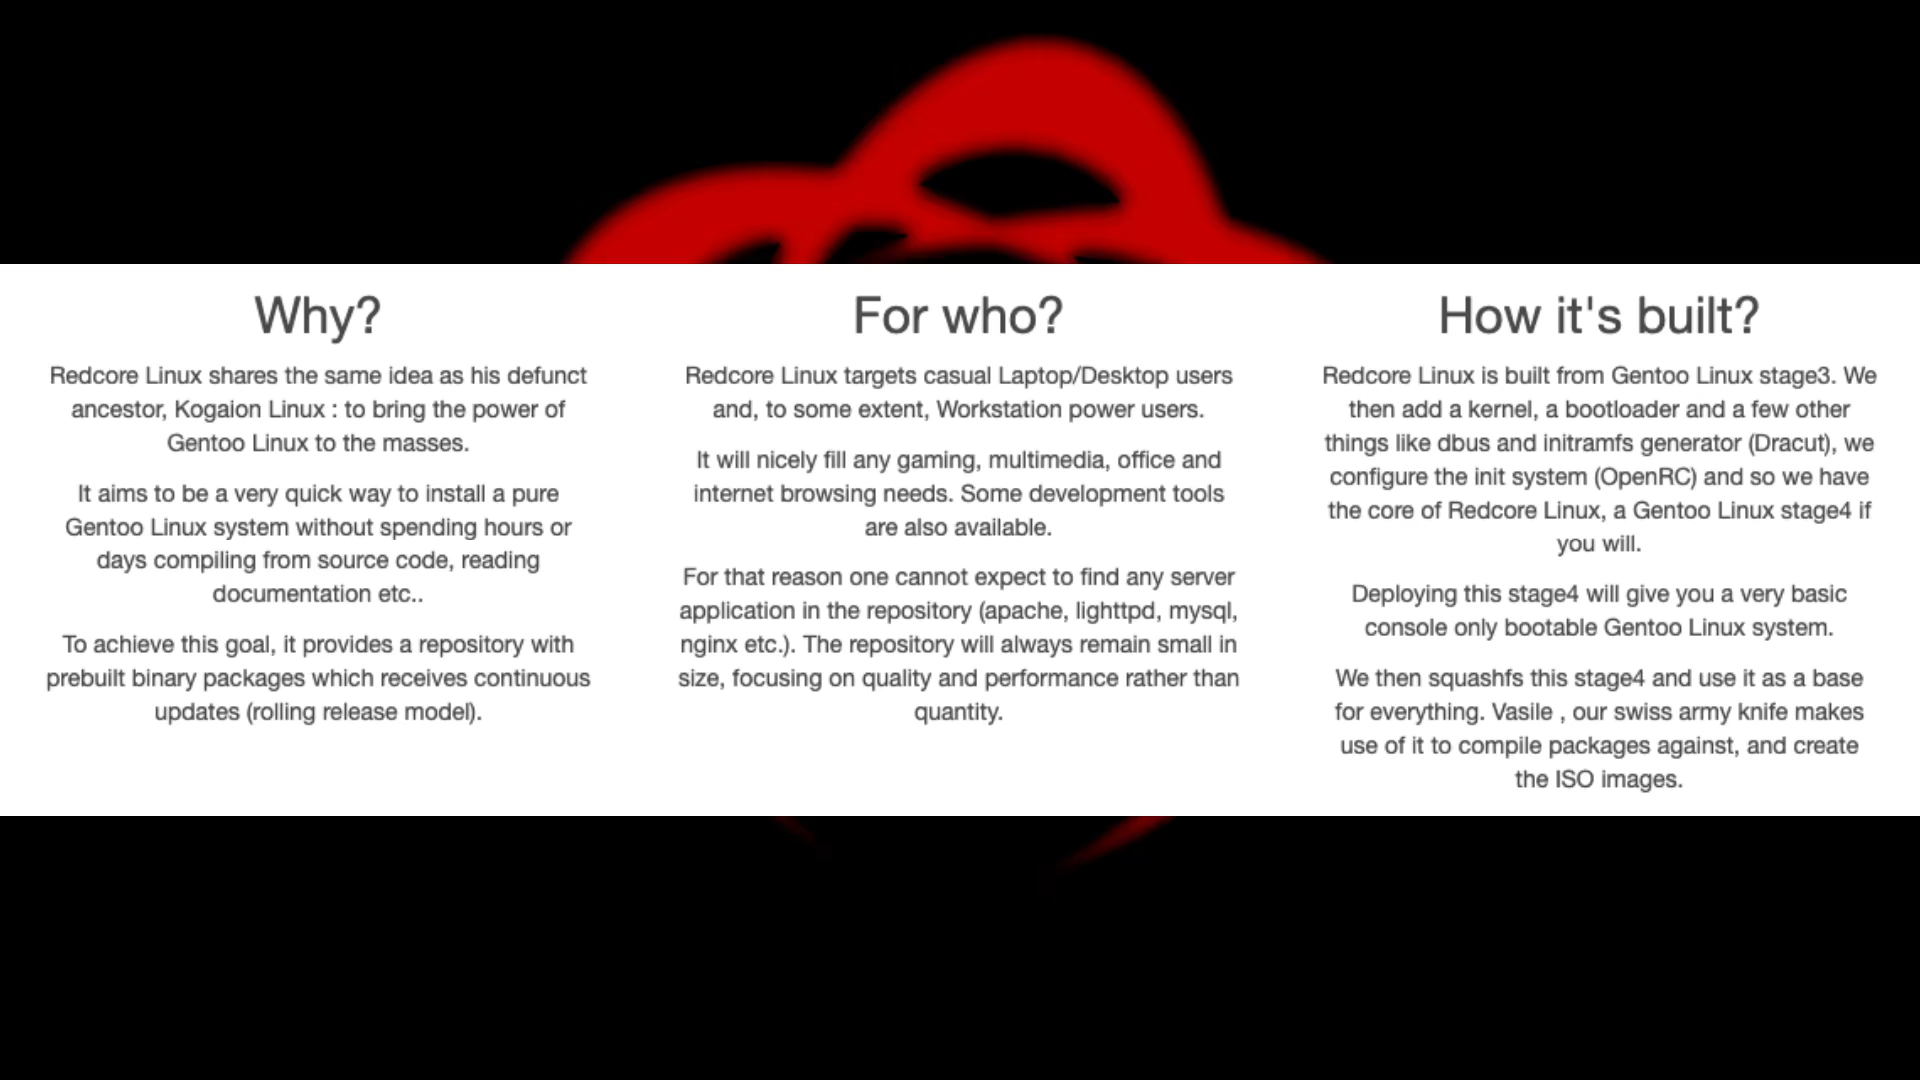 Why?
Redcore Linux shares the same idea as his defunct
ancestor, Kogaion Linux : to bring the power of
Gentoo Linux to the masses.
It aims to be a very quick way to install a pure
Gentoo Linux system without spending hours or
days compiling from source code, reading
documentation etc..
To achieve this goal, it provides a repository with
prebuilt binary packages which receives continuous
updates (rolling release model).
For who?
Redcore Linux targets casual Laptop/Desktop users
and, to some extent, Workstation power users.
It will nicely fill any gaming, multimedia, office and
internet browsing needs. Some development tools
are also available.
For that reason one cannot expect to find any server
application in the repository (apache, lighttpd, mysql,
nginx etc.). The repository will always remain small in
size, focusing on quality and performance rather than
quantity.
How it's built?
Redcore Linux is built from Gentoo Linux stage3. We
then add a kernel, a bootloader and a few other
things like dbus and initramfs generator (Dracut), we
configure the init system (OpenRC) and so we have
the core of Redcore Linux, a Gentoo Linux stage4 if
you will.
Deploying this stage4 will give you a very basic
console only bootable Gentoo Linux system.
We then squashfs this stage4 and use it as a base
for everything. Vasile , our swiss army knife makes
use of it to compile packages against, and create
the ISO images.